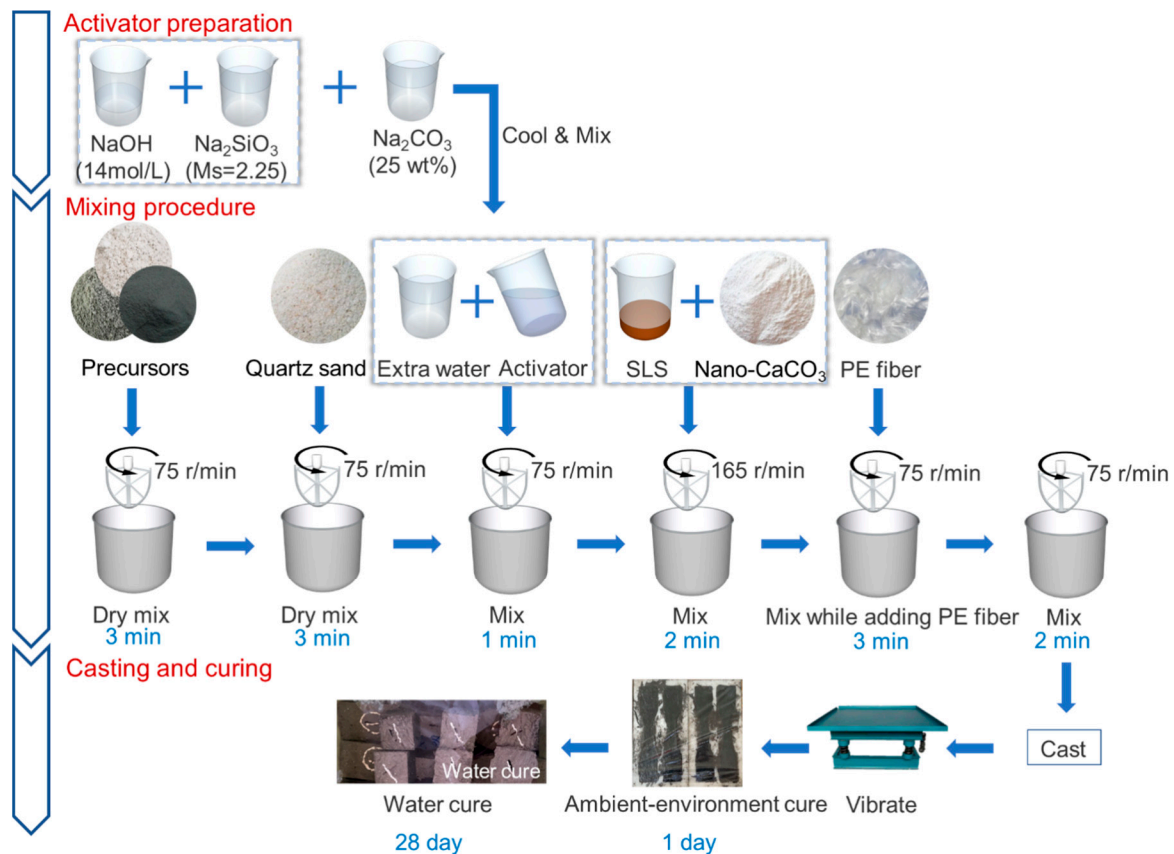 Activator preparation
NaOH
(14mol/L)
Na₂SiO₃
(Ms=2.25)
Na₂CO₃
(25 wt%)
Cool & Mix
Mixing procedure
Precursors
Quartz sand
Extra water
Activator
SLS
Nano-CaCO₃
PE fiber
75 r/min
75 r/min
75 r/min
165 r/min
75 r/min
75 r/min
Dry mix
3 min
Dry mix
3 min
Mix
1 min
Mix
2 min
Mix while adding PE fiber
3 min
Mix
2 min
Casting and curing
Cast
Vibrate
Ambient-environment cure
1 day
Water cure
Water cure
28 day